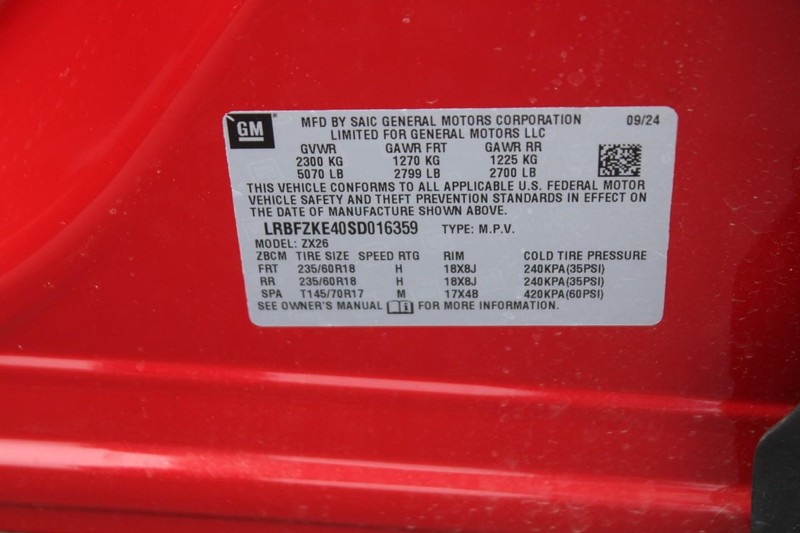 GM
MFD BY SAIC GENERAL MOTORS CORPORATION 09/24
LIMITED FOR GENERAL MOTORS LLC
GVWR GAWR FRT GAWR RR
2300 KG 1270 KG 1225 KG
5070 LB 2799 LB 2700 LB
THIS VEHICLE CONFORMS TO ALL APPLICABLE U.S. FEDERAL MOTOR
VEHICLE SAFETY AND THEFT PREVENTION STANDARDS IN EFFECT ON
THE DATE OF MANUFACTURE SHOWN ABOVE.
LRBFZKE40SD016359 TYPE: M.P.V.
MODEL: ZX26
ZBCM TIRE SIZE SPEED RTG RIM COLD TIRE PRESSURE
FRT 235/60R18 H 18X8J 240KPA(35PSI)
RR 235/60R18 H 18X8J 240KPA(35PSI)
SPA T145/70R17 M 17X4B 420KPA(60PSI)
SEE OWNER'S MANUAL FOR MORE INFORMATION.